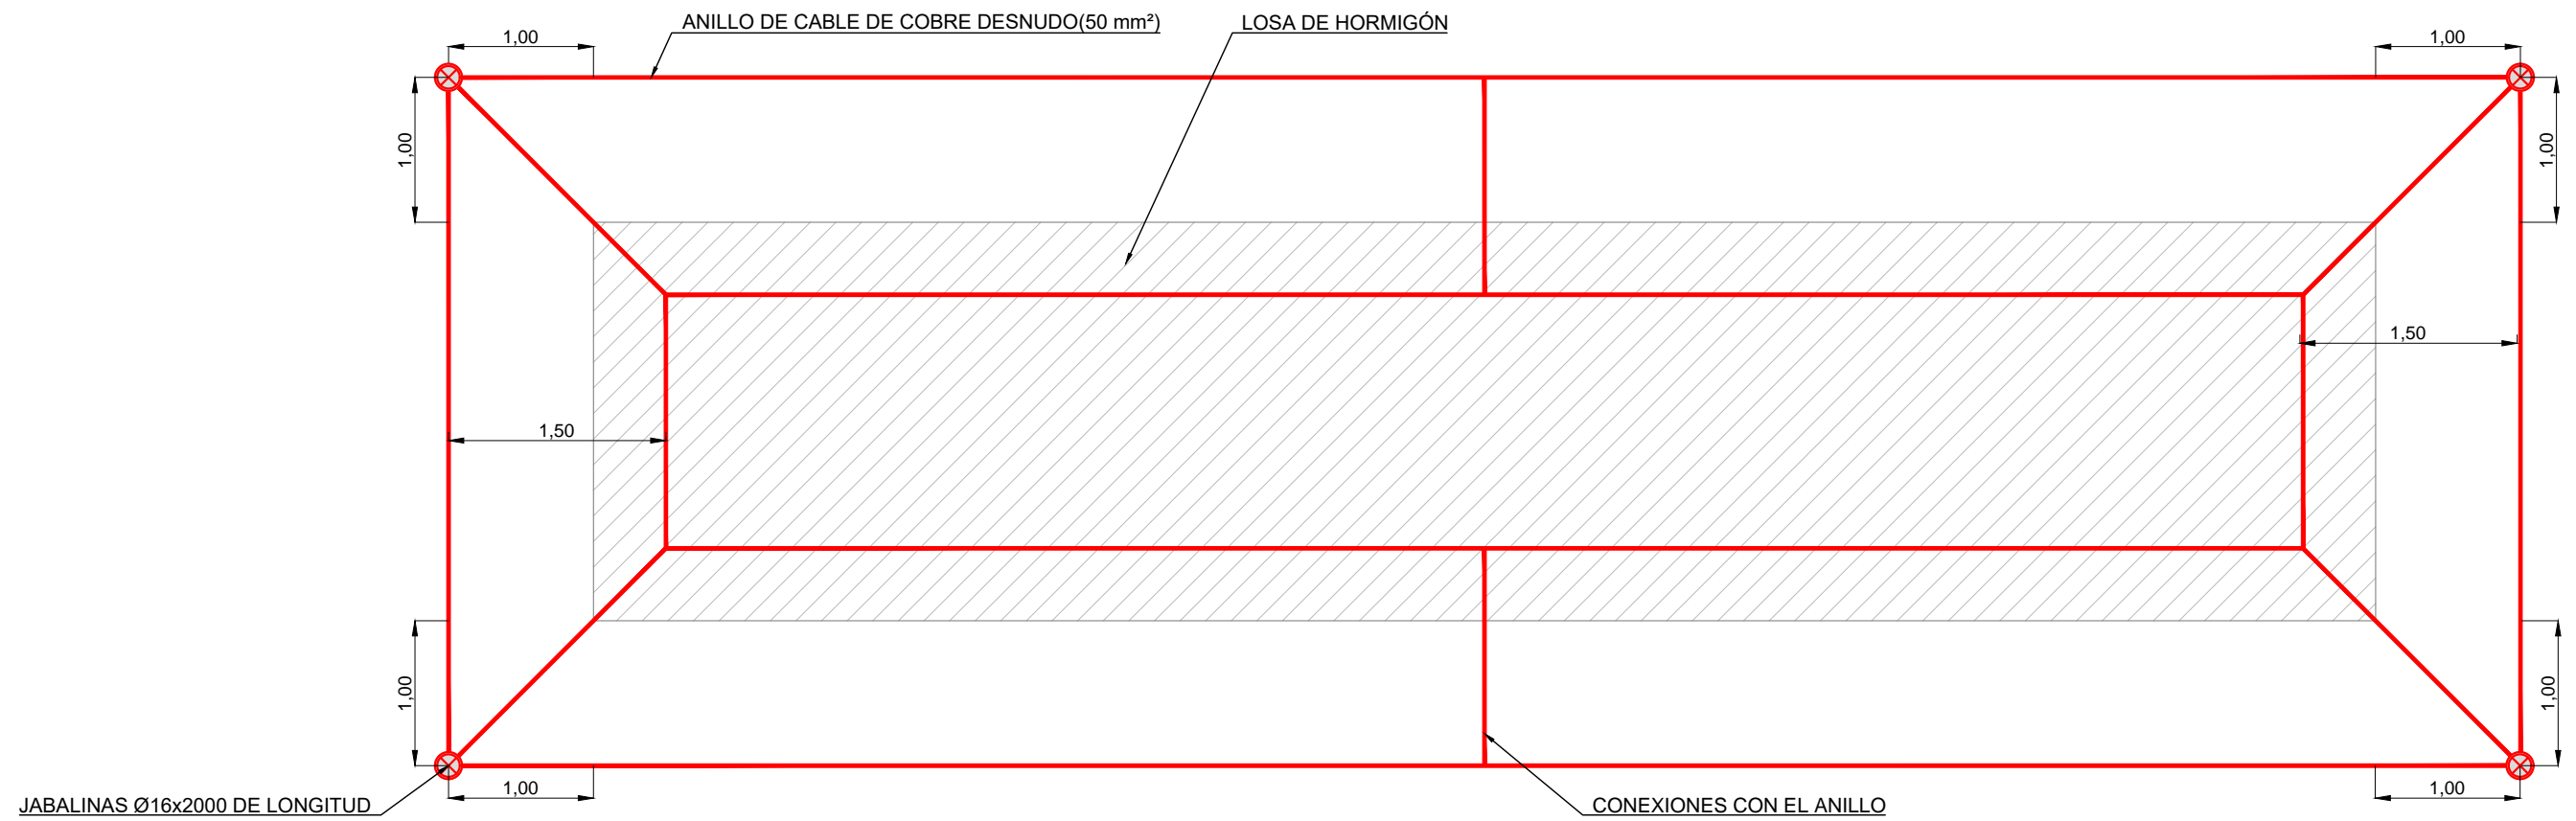 ANILLO DE CABLE DE COBRE DESNUDO(50 mm²)
LOSA DE HORMIGÓN
1,00
1,00
1,00
1,00
1,50
1,50
1,00
1,00
1,00
1,00
JABALINAS Ø16x2000 DE LONGITUD
CONEXIONES CON EL ANILLO